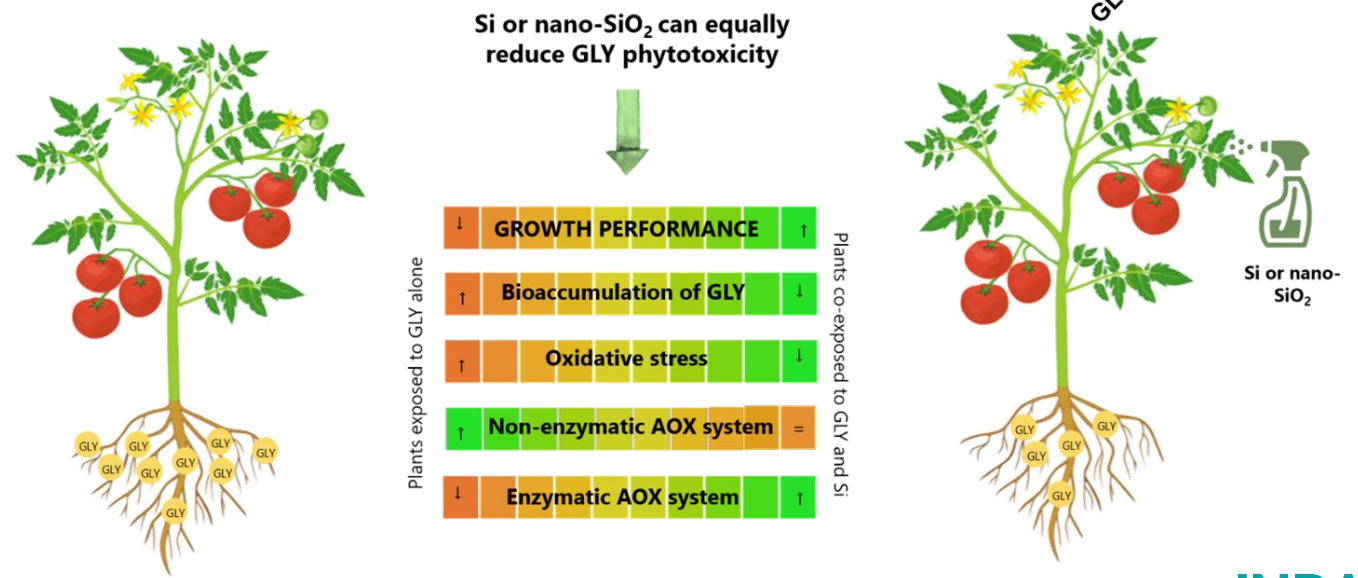 Si or nano-SiO₂ can equally
reduce GLY phytotoxicity
↓ GROWTH PERFORMANCE ↑
↑ Bioaccumulation of GLY ↓
↑ Oxidative stress ↓
↑ Non-enzymatic AOX system =
↓ Enzymatic AOX system ↑
Plants exposed to GLY alone
Plants co-exposed to GLY and Si
GLY
GLY
GLY
GLY
GLY
GLY
GLY
GLY
GLY
Si or nano-
SiO₂
GLY
GLY
GLY
GLY
GLY